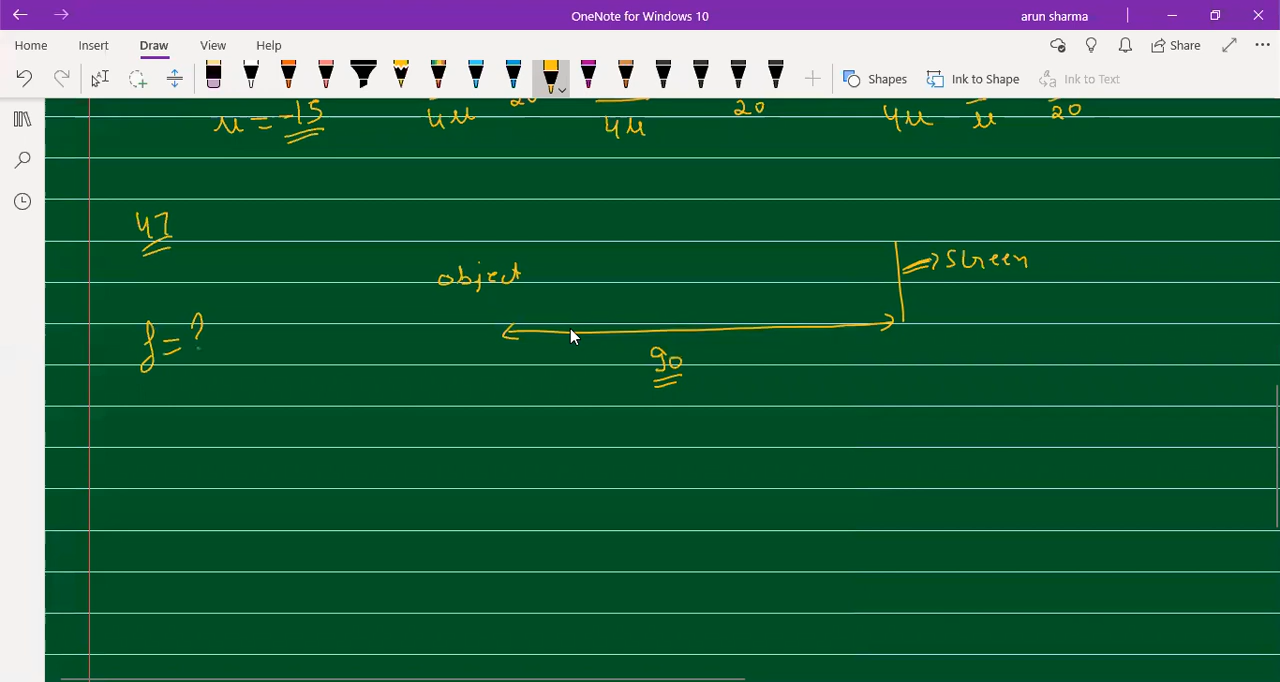 OneNote for Windows 10
arun sharma
Home Insert Draw View Help
Share
Shapes
Ink to Shape
Ink to Text
u = -15
4u 20 4u 20 4u u 20
47
object
screen
f = ?
90